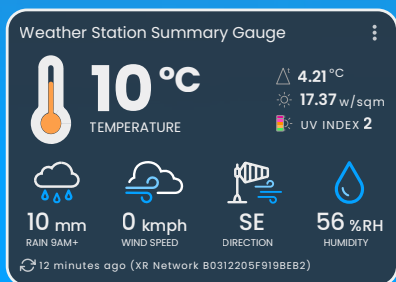 Weather Station Summary Gauge
10 °C
TEMPERATURE
Δt 4.21 °C
17.37 w/sqm
UV INDEX 2
10 mm
RAIN 9AM+
0 kmph
WIND SPEED
SE
DIRECTION
56 %RH
HUMIDITY
12 minutes ago (XR Network B0312205F919BEB2)